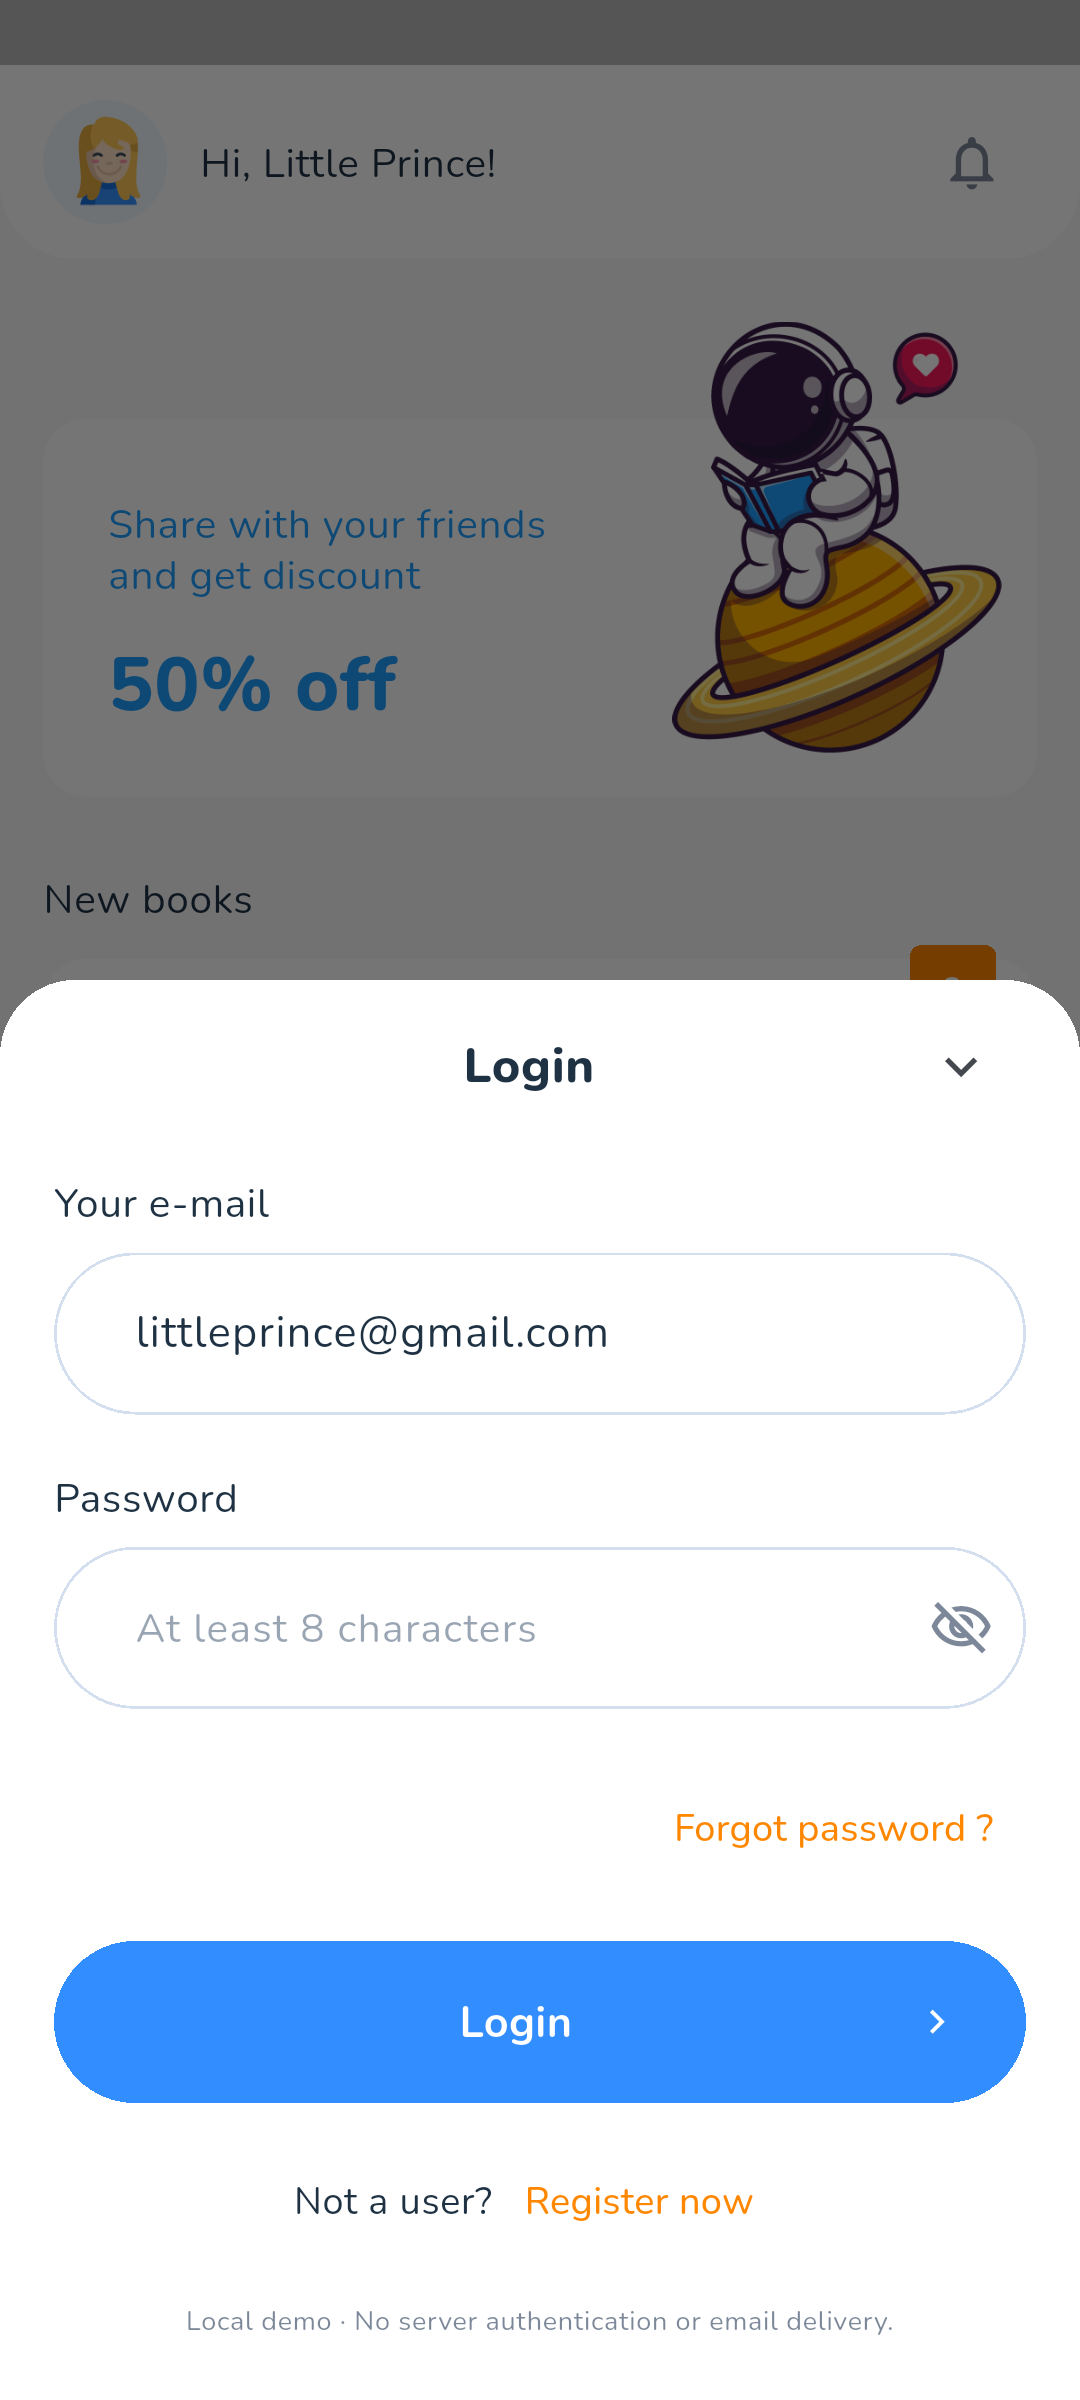 Hi, Little Prince!
Share with your friends
and get discount
50% off
New books
Login
Your e-mail
littleprince@gmail.com
Password
At least 8 characters
Forgot password ?
Login
Not a user? Register now
Local demo · No server authentication or email delivery.